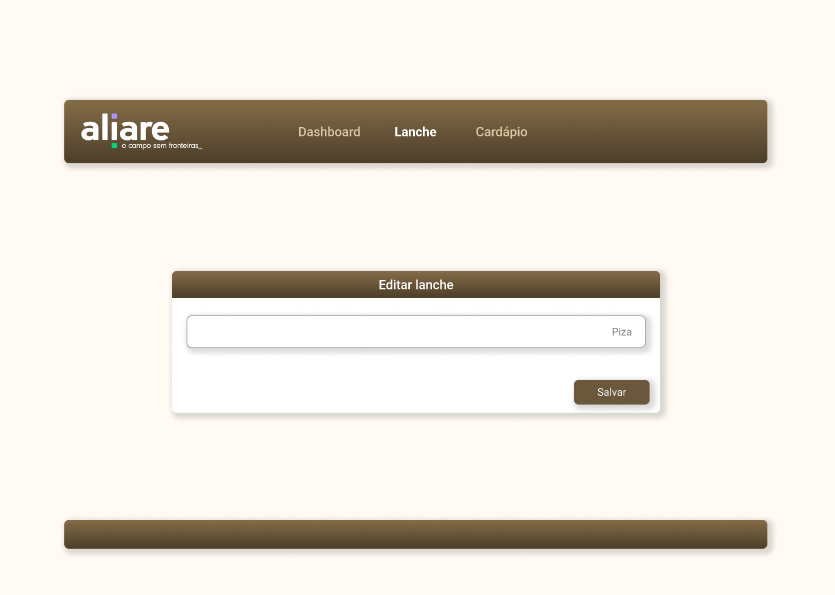 aliare
o campo sem fronteiras_
Dashboard Lanche Cardápio
Editar lanche
Piza
Salvar